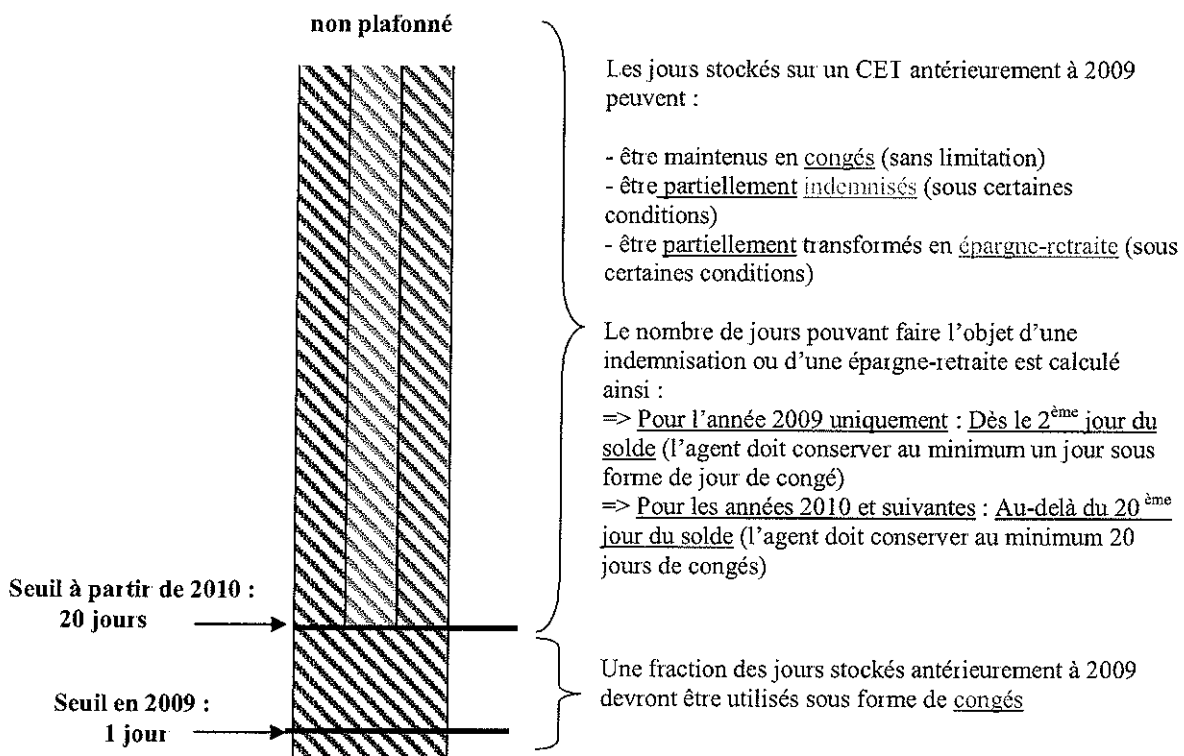 non plafonné
Les jours stockés sur un CET antérieurement à 2009
peuvent :
- être maintenus en congés (sans limitation)
- être partiellement indemnisés (sous certaines
conditions)
- être partiellement transformés en épargne-retraite (sous
certaines conditions)
Le nombre de jours pouvant faire l'objet d'une
indemnisation ou d'une épargne-retraite est calculé
ainsi :
=> Pour l'année 2009 uniquement : Dès le 2ème jour du
solde (l'agent doit conserver au minimum un jour sous
forme de jour de congé)
=> Pour les années 2010 et suivantes : Au-delà du 20 ème
jour du solde (l'agent doit conserver au minimum 20
jours de congés)
Seuil à partir de 2010 :
20 jours
Une fraction des jours stockés antérieurement à 2009
devront être utilisés sous forme de congés
Seuil en 2009 :
1 jour